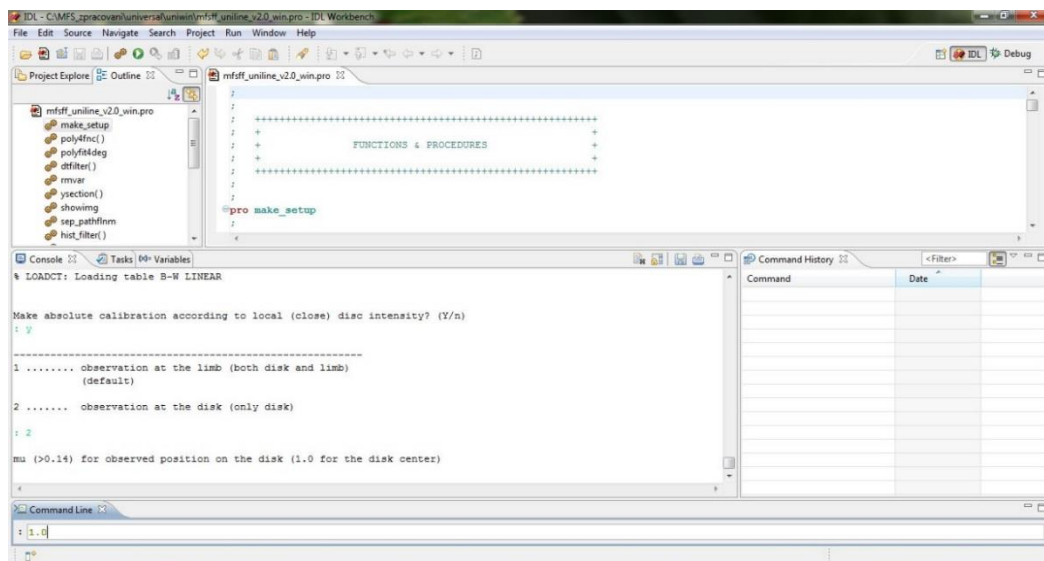 IDL - C:\MFS_zpracovani\universal\uniwin\mfsff_uniline_v2.0_win.pro - IDL Workbench
File Edit Source Navigate Search Project Run Window Help
IDL Debug
Project Explore Outline
mfsff_uniline_v2.0_win.pro
mfsff_uniline_v2.0_win.pro
make_setup
poly4fnc()
polyfit4deg
dtfilter()
rmvar
ysection()
showimg
sep_pathflnm
hist_filter()
;
;
; +++++++++++++++++++++++++++++++++++++++++++++++++++++++
; + +
; + FUNCTIONS & PROCEDURES +
; + +
; +++++++++++++++++++++++++++++++++++++++++++++++++++++++
;
;
pro make_setup
;
Console Tasks Variables
% LOADCT: Loading table B-W LINEAR
Make absolute calibration according to local (close) disc intensity? (Y/n)
: y
---------------------------------------------------------
1 ........ observation at the limb (both disk and limb)
(default)
2 ....... observation at the disk (only disk)
: 2
mu (>0.14) for observed position on the disk (1.0 for the disk center)
Command History
<Filter>
Command Date
Command Line
: 1.0